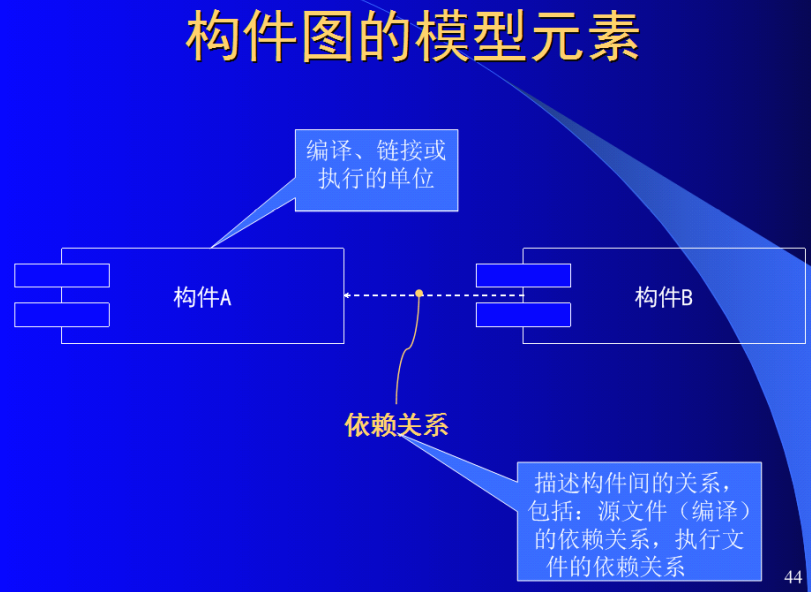 构件图的模型元素
编译、链接或
执行的单位
构件A
构件B
依赖关系
描述构件间的关系，
包括：源文件（编译）
的依赖关系，执行文
件的依赖关系
44